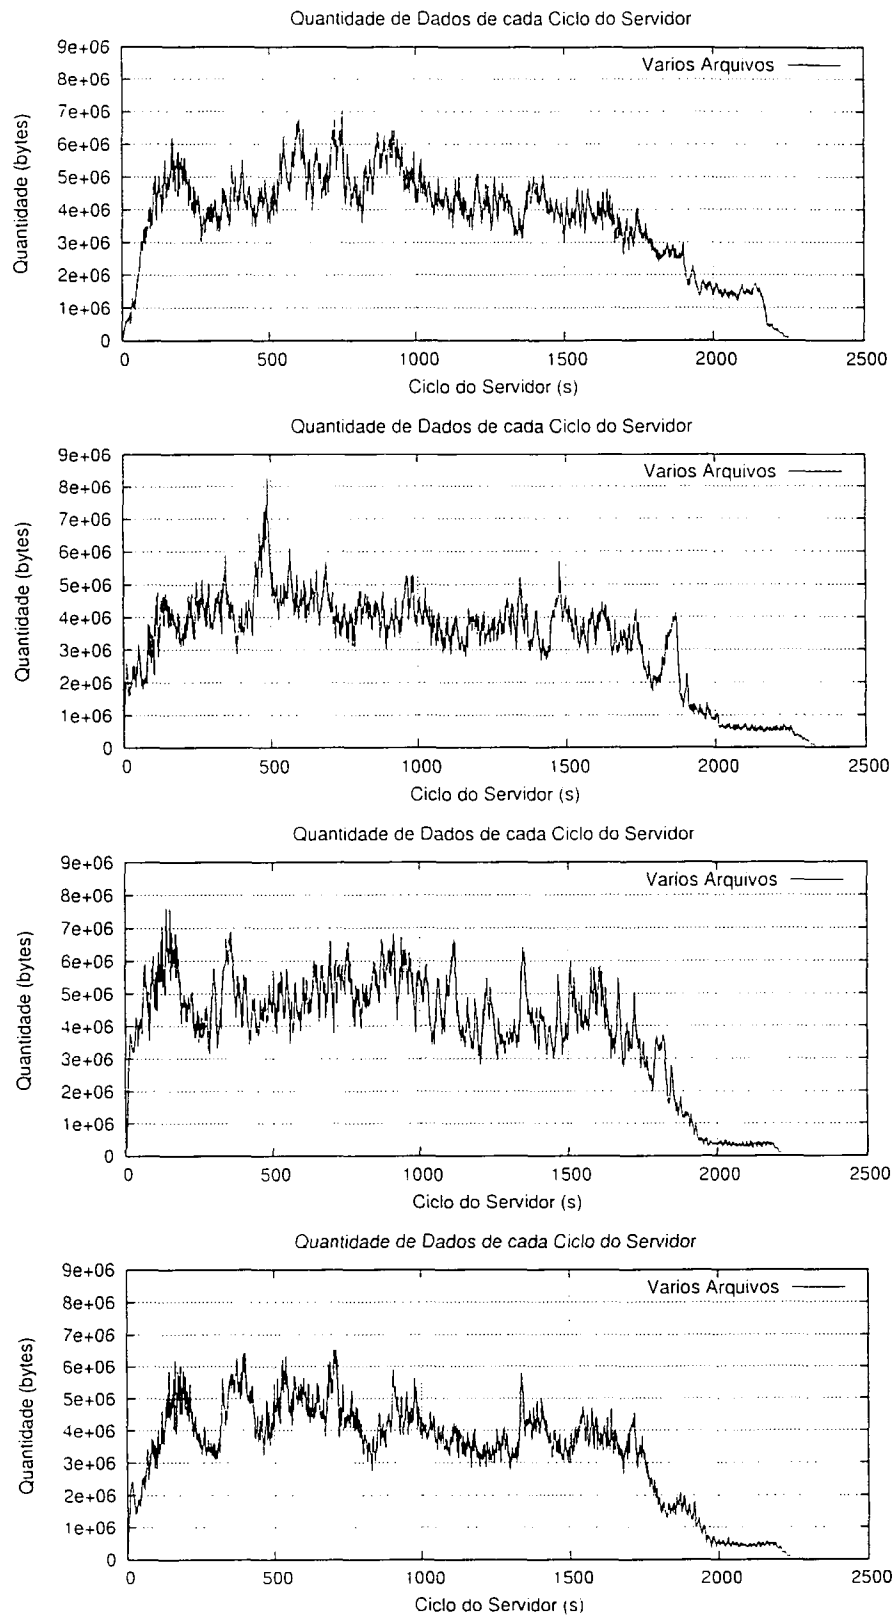 Quantidade de Dados de cada Ciclo do Servidor
Quantidade (bytes)
9e+06
8e+06
7e+06
6e+06
5e+06
4e+06
3e+06
2e+06
1e+06
0
Varios Arquivos
0 500 1000 1500 2000 2500
Ciclo do Servidor (s)
Quantidade de Dados de cada Ciclo do Servidor
Quantidade (bytes)
9e+06
8e+06
7e+06
6e+06
5e+06
4e+06
3e+06
2e+06
1e+06
0
Varios Arquivos
0 500 1000 1500 2000 2500
Ciclo do Servidor (s)
Quantidade de Dados de cada Ciclo do Servidor
Quantidade (bytes)
9e+06
8e+06
7e+06
6e+06
5e+06
4e+06
3e+06
2e+06
1e+06
0
Varios Arquivos
0 500 1000 1500 2000 2500
Ciclo do Servidor (s)
Quantidade de Dados de cada Ciclo do Servidor
Quantidade (bytes)
9e+06
8e+06
7e+06
6e+06
5e+06
4e+06
3e+06
2e+06
1e+06
0
Varios Arquivos
0 500 1000 1500 2000 2500
Ciclo do Servidor (s)